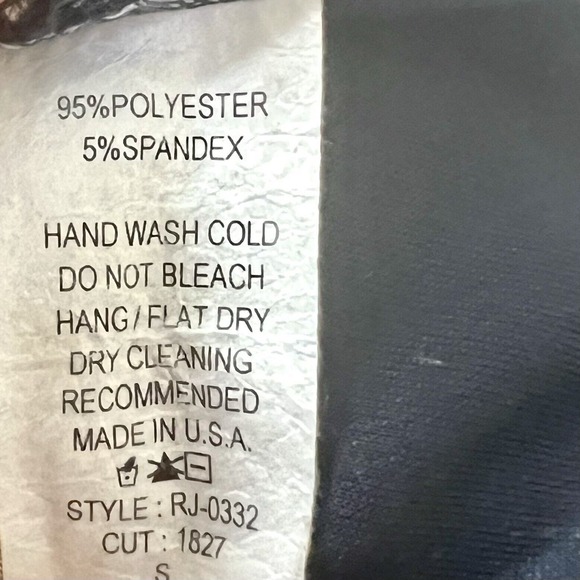 95%POLYESTER
5%SPANDEX
HAND WASH COLD
DO NOT BLEACH
HANG/FLAT DRY
DRY CLEANING
RECOMMENDED
MADE IN U.S.A.
STYLE : RJ-0332
CUT : 1827
S